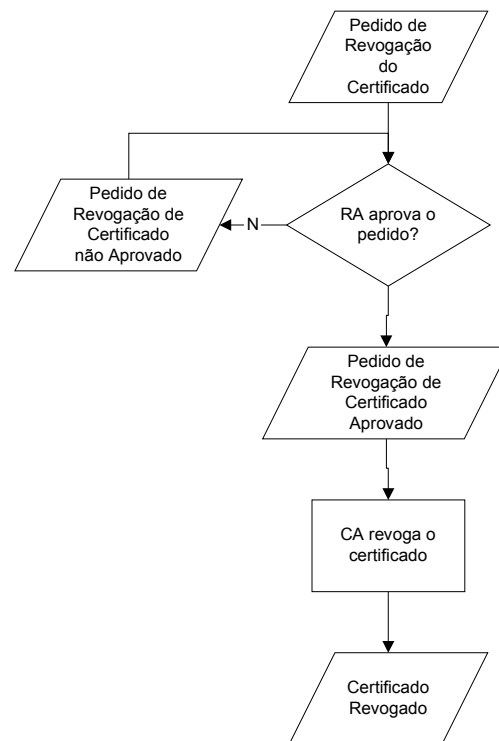 Pedido de
Revogação
do
Certificado
RA aprova o
pedido?
N
Pedido de
Revogação de
Certificado
não Aprovado
Pedido de
Revogação de
Certificado
Aprovado
CA revoga o
certificado
Certificado
Revogado